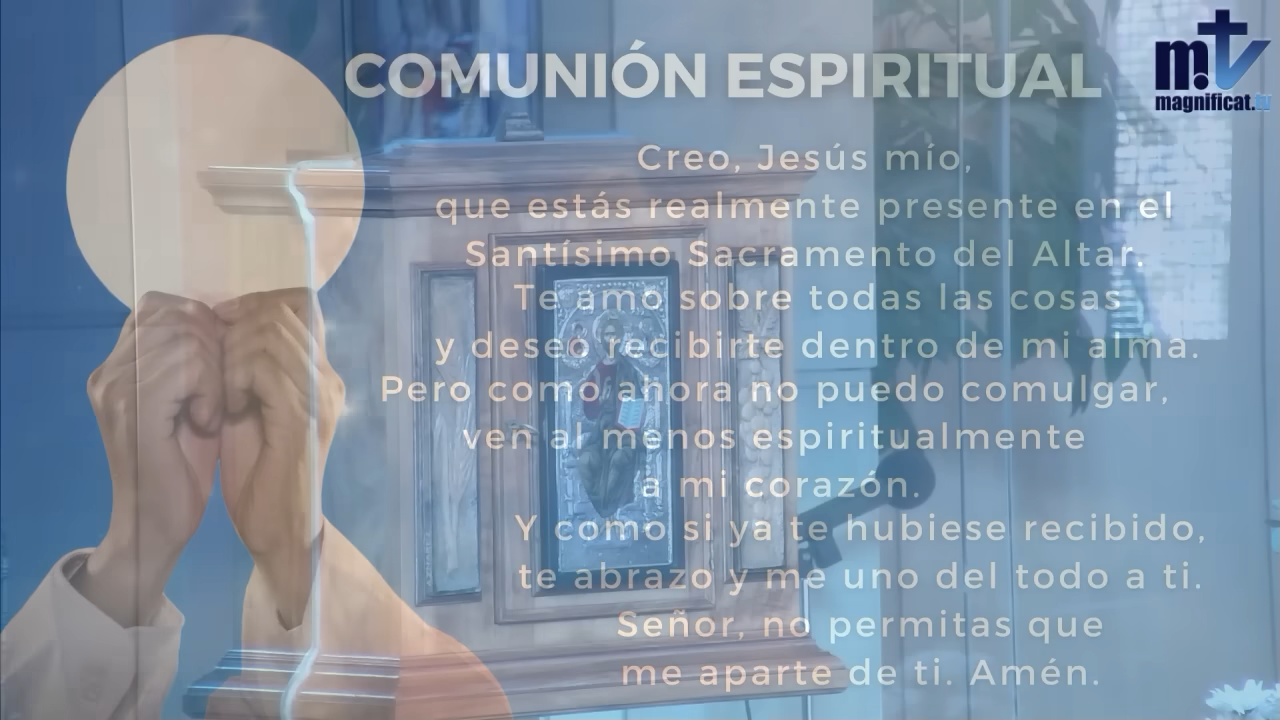 COMUNIÓN ESPIRITUAL
m.tv
magnificat.tv
Creo, Jesús mío,
que estás realmente presente en el
Santísimo Sacramento del Altar.
Te amo sobre todas las cosas
y deseo recibirte dentro de mi alma.
Pero como ahora no puedo comulgar,
ven al menos espiritualmente
a mi corazón.
Y como si ya te hubiese recibido,
te abrazo y me uno del todo a ti.
Señor, no permitas que
me aparte de ti. Amén.